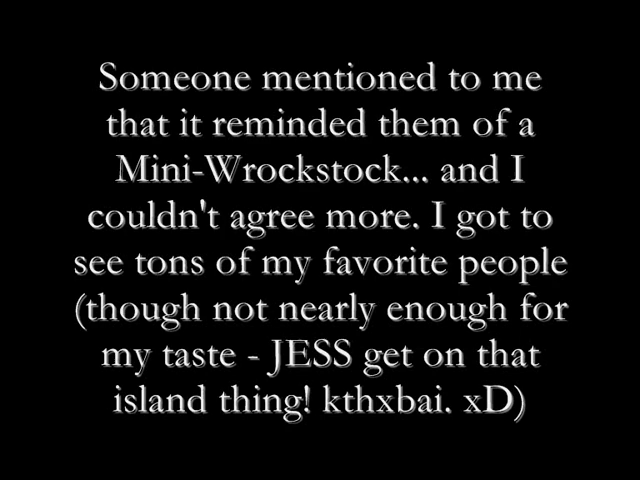 Someone mentioned to me
that it reminded them of a
Mini-Wrockstock... and I
couldn't agree more. I got to
see tons of my favorite people
(though not nearly enough for
my taste - JESS get on that
island thing! kthxbai. xD)